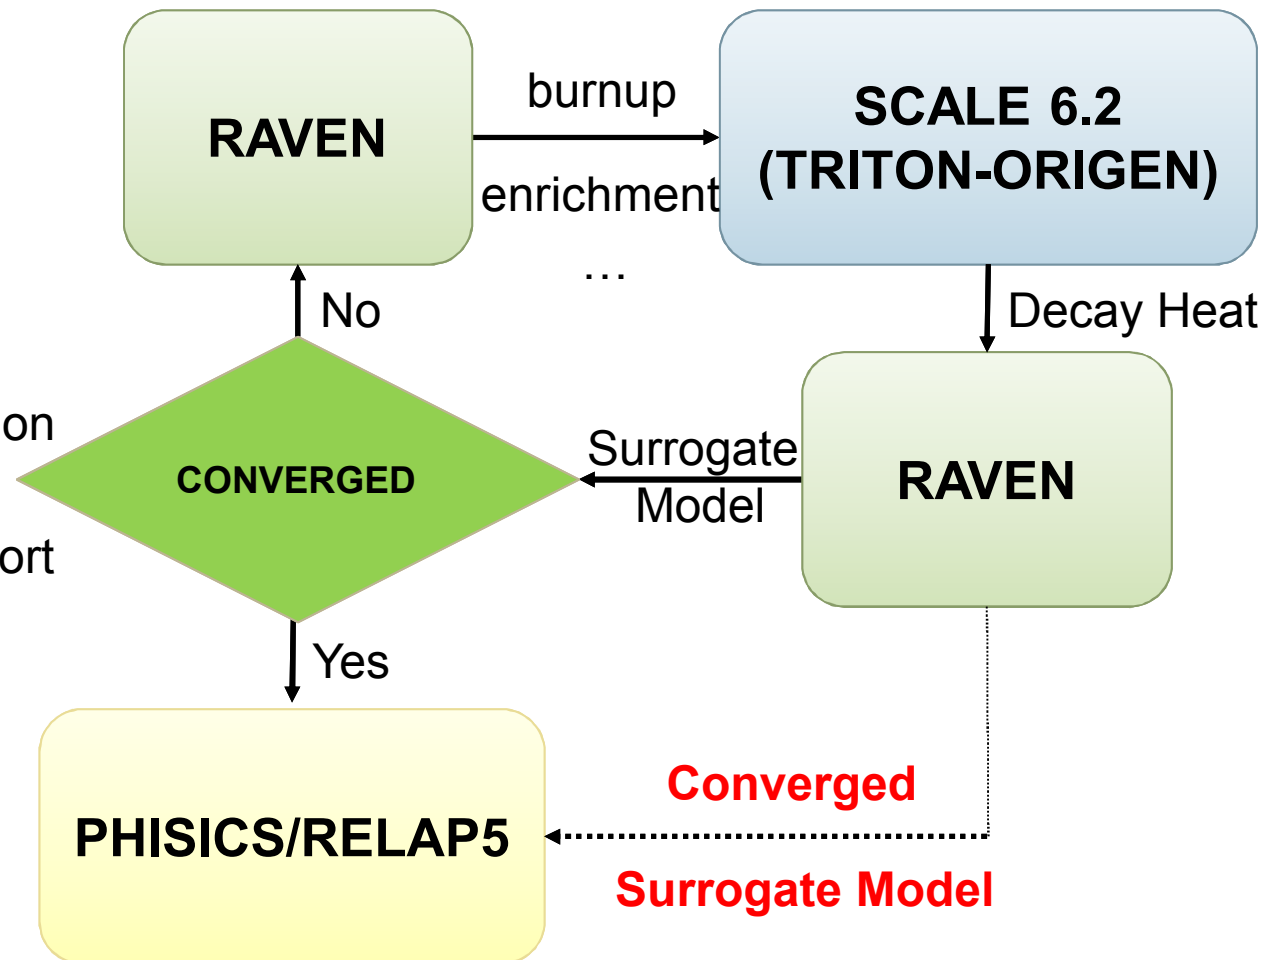 RAVEN
burnup
enrichment
…
SCALE 6.2
(TRITON-ORIGEN)
No
Decay Heat
on
ort
CONVERGED
Surrogate
Model
RAVEN
Yes
PHISICS/RELAP5
Converged
Surrogate Model